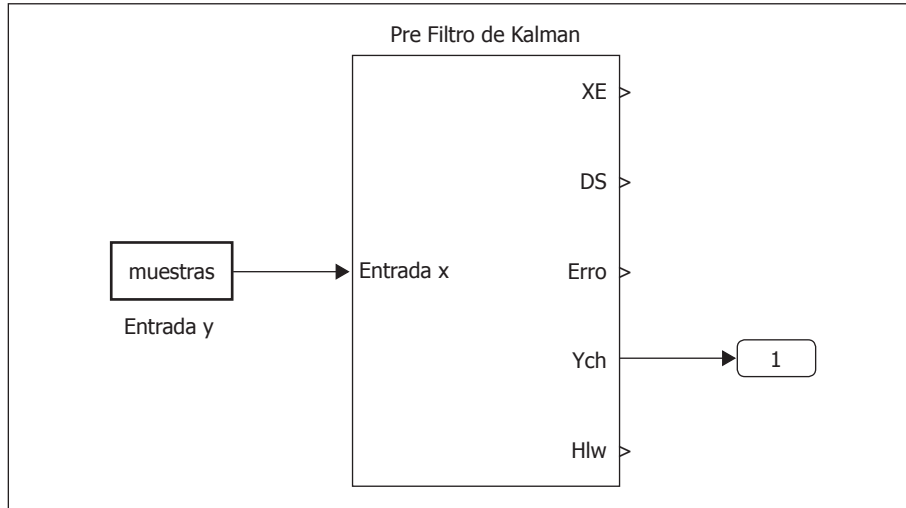 Pre Filtro de Kalman
XE
DS
muestras
Entrada x
Erro
Entrada y
Ych
1
Hlw